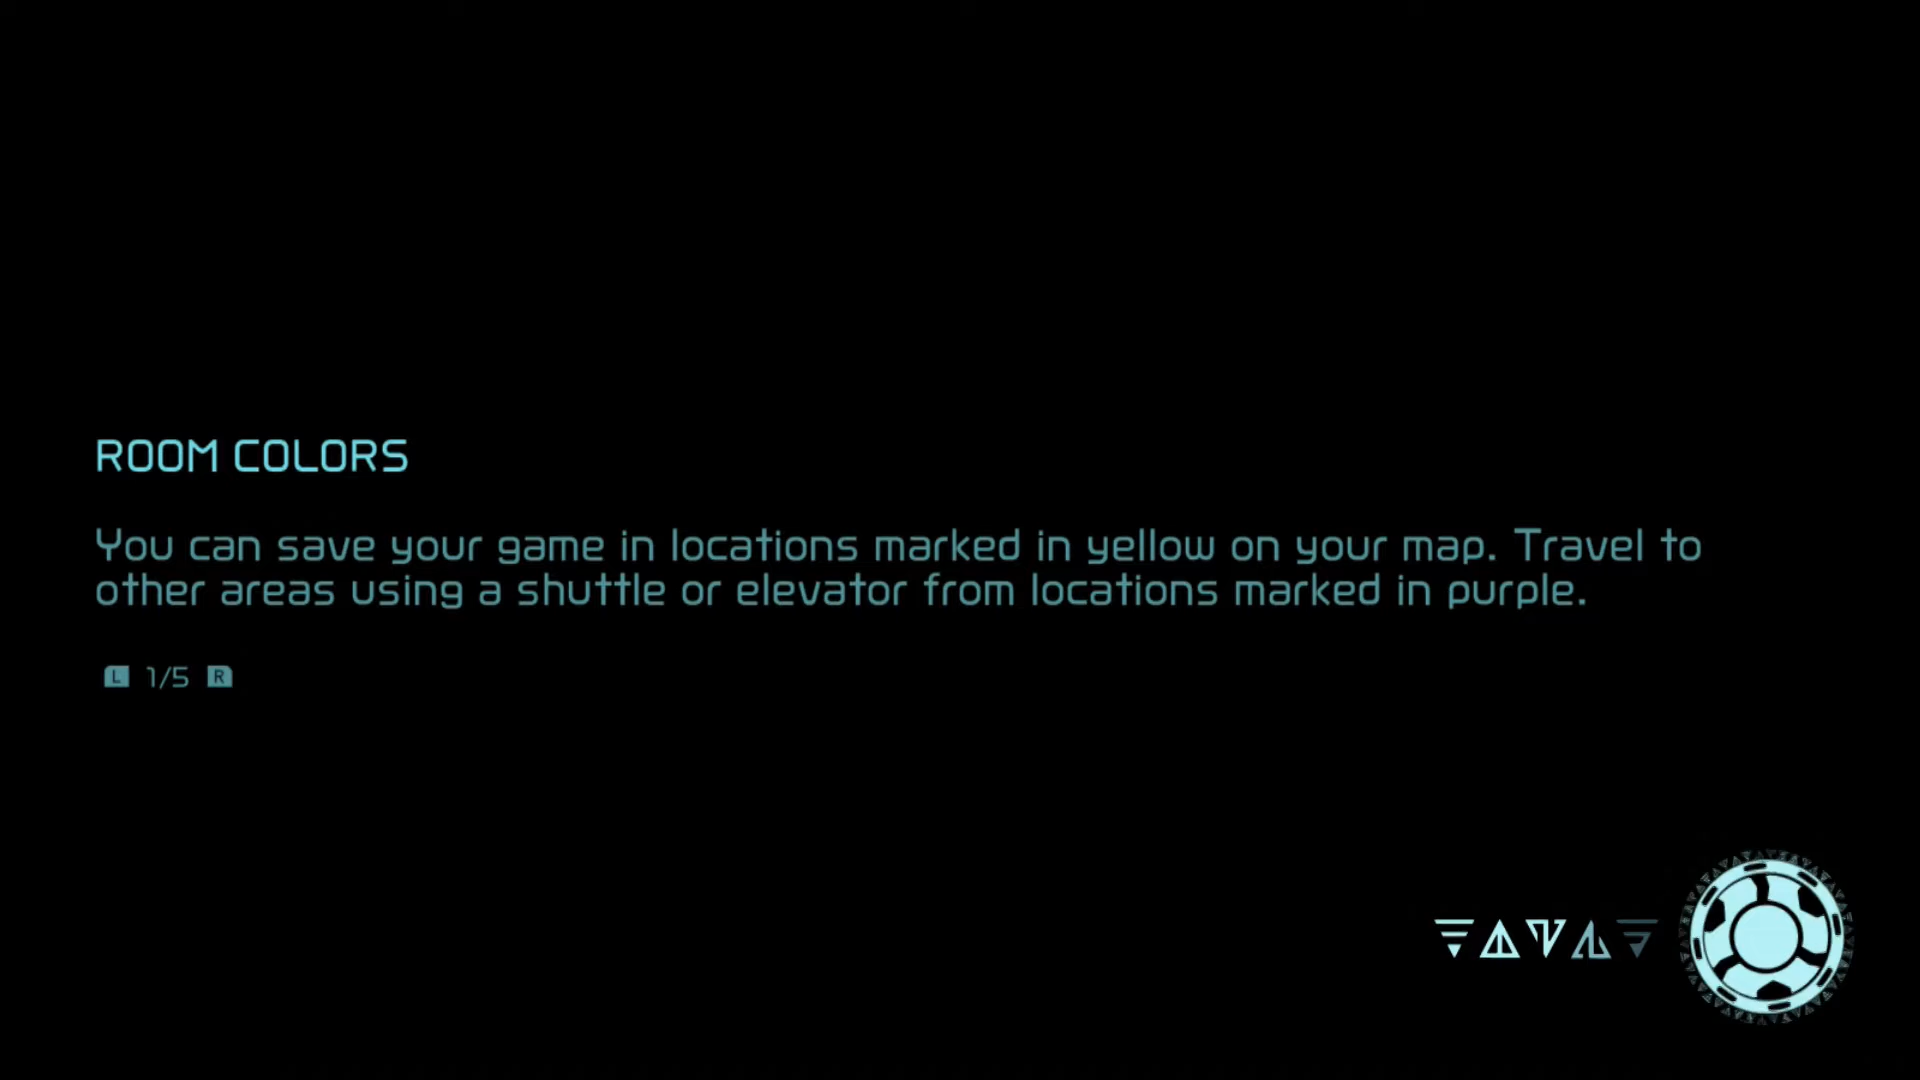 ROOM COLORS
You can save your game in locations marked in yellow on your map. Travel to
other areas using a shuttle or elevator from locations marked in purple.
L 1/5 R